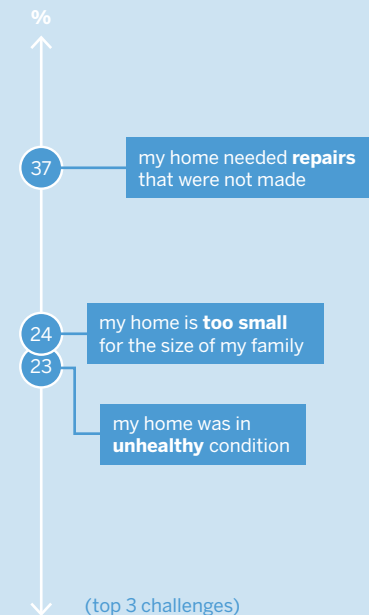 %
37
my home needed repairs
that were not made
24
my home is too small
for the size of my family
23
my home was in
unhealthy condition
(top 3 challenges)